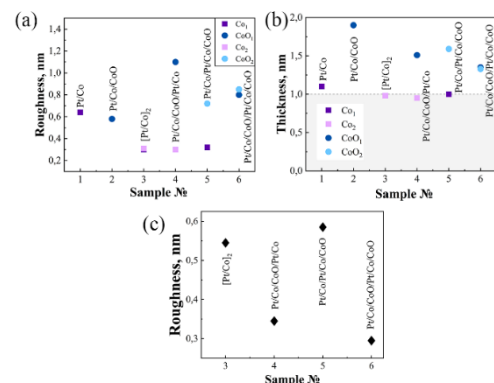 (a)
Roughness, nm
1,4
1,2
1,0
0,8
0,6
0,4
0,2
Pt/Co
Pt/Co/CoO
[Pt/Co]2
Pt/Co/CoO/Pt/Co
Pt/Co/Pt/Co/CoO
Pt/Co/CoO/Pt/Co/CoO
Co1
CoO1
Co2
CoO2
1 2 3 4 5 6
Sample №
(b)
Thickness, nm
2,0
1,5
1,0
0,5
0,0
Pt/Co
Pt/Co/CoO
[Pt/Co]2
Pt/Co/CoO/Pt/Co
Pt/Co/Pt/Co/CoO
Pt/Co/CoO/Pt/Co/CoO
Co1
Co2
CoO1
CoO2
1 2 3 4 5 6
Sample №
(c)
Roughness, nm
0,6
0,5
0,4
0,3
[Pt/Co]2
Pt/Co/CoO/Pt/Co
Pt/Co/Pt/Co/CoO
Pt/Co/CoO/Pt/Co/CoO
3 4 5 6
Sample №